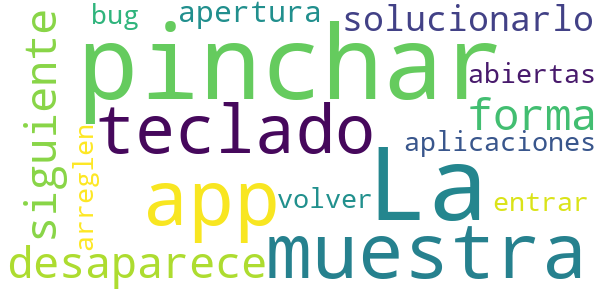 bug apertura solucionarlo
pinchar
siguiente
abiertas
teclado
forma
arreglen
aplicaciones
La
app
volver
entrar
desaparece
muestra